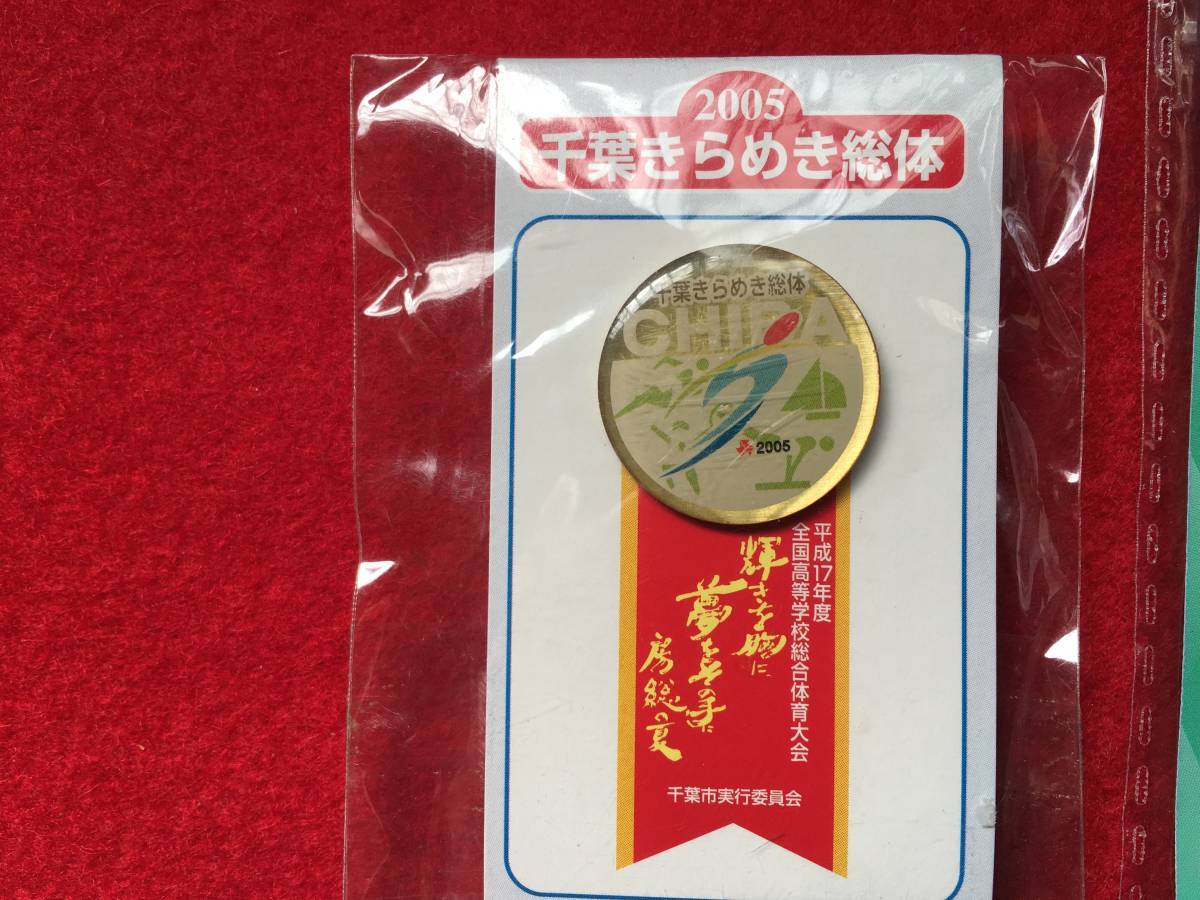 2005
千葉きらめき総体
千葉きらめき総体
CHIBA
2005
平成17年度
全国高等学校総合体育大会
輝きを胸に
夢をその手に
房総の夏
千葉市実行委員会